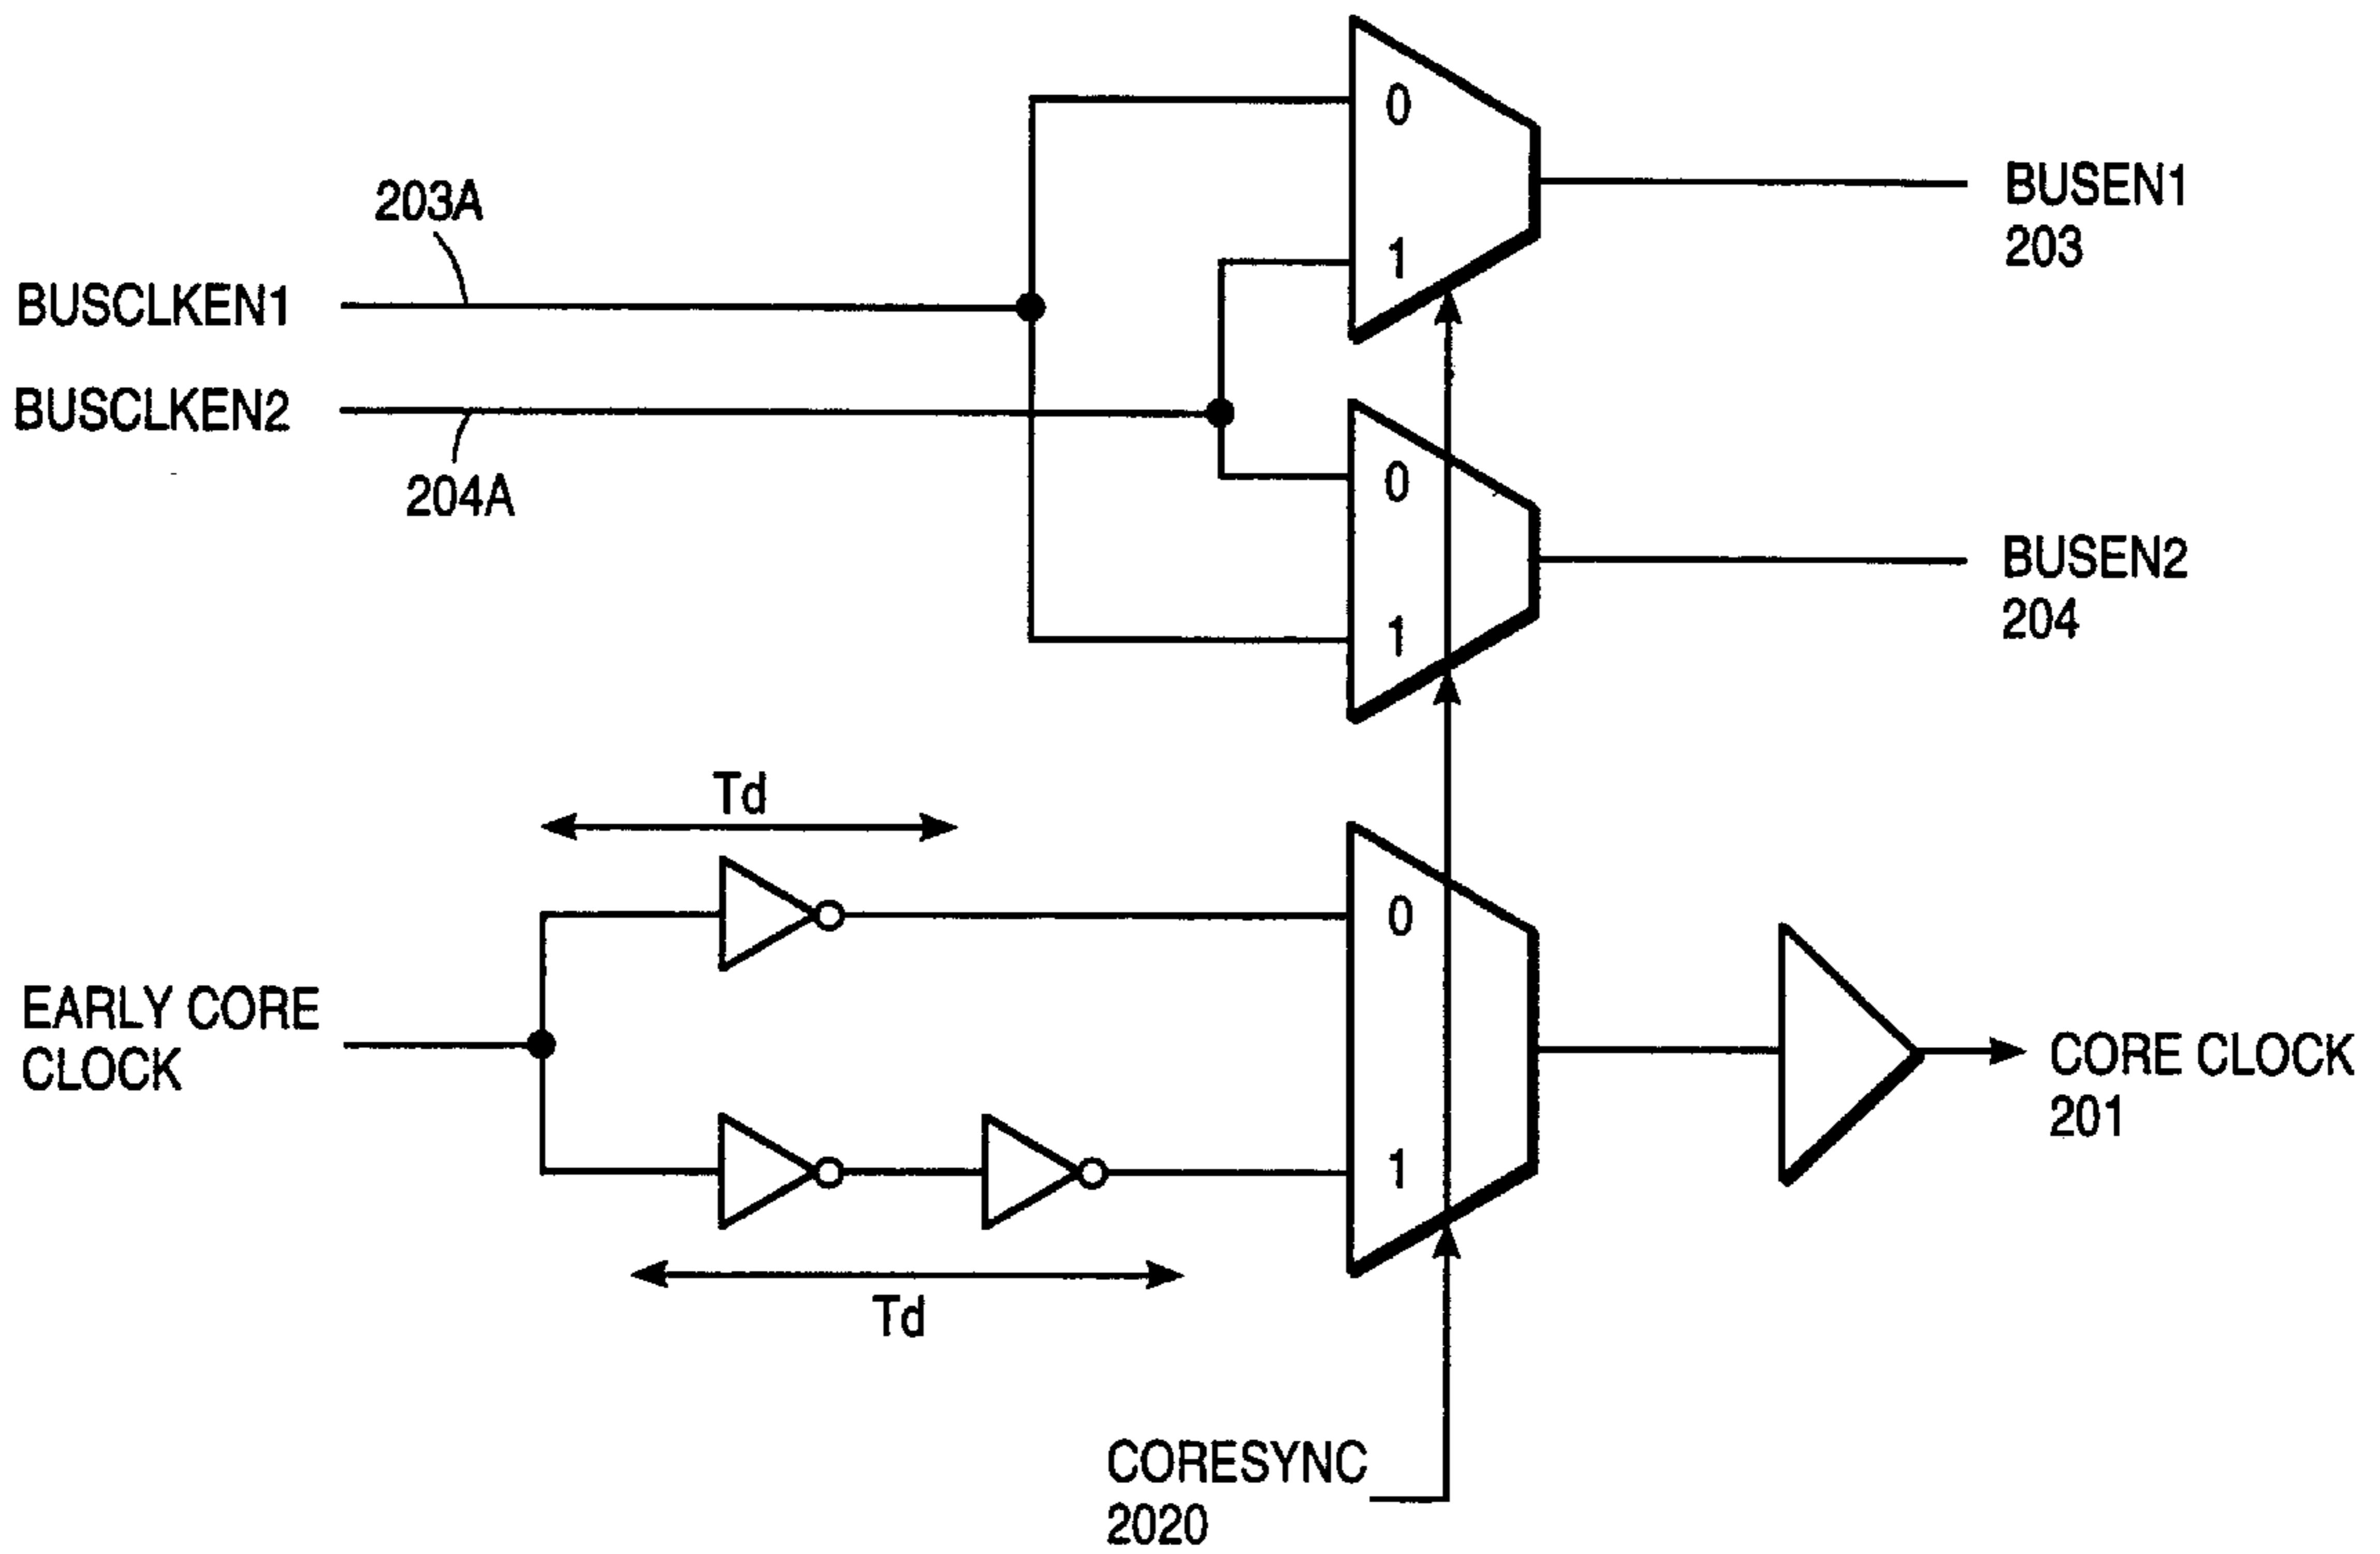 0
203A
BUSEN1
203
1
BUSCLKEN1
BUSCLKEN2
0
204A
BUSEN2
204
1
Td
0
EARLY CORE
CLOCK
CORE CLOCK
201
1
Td
CORESYNC
2020